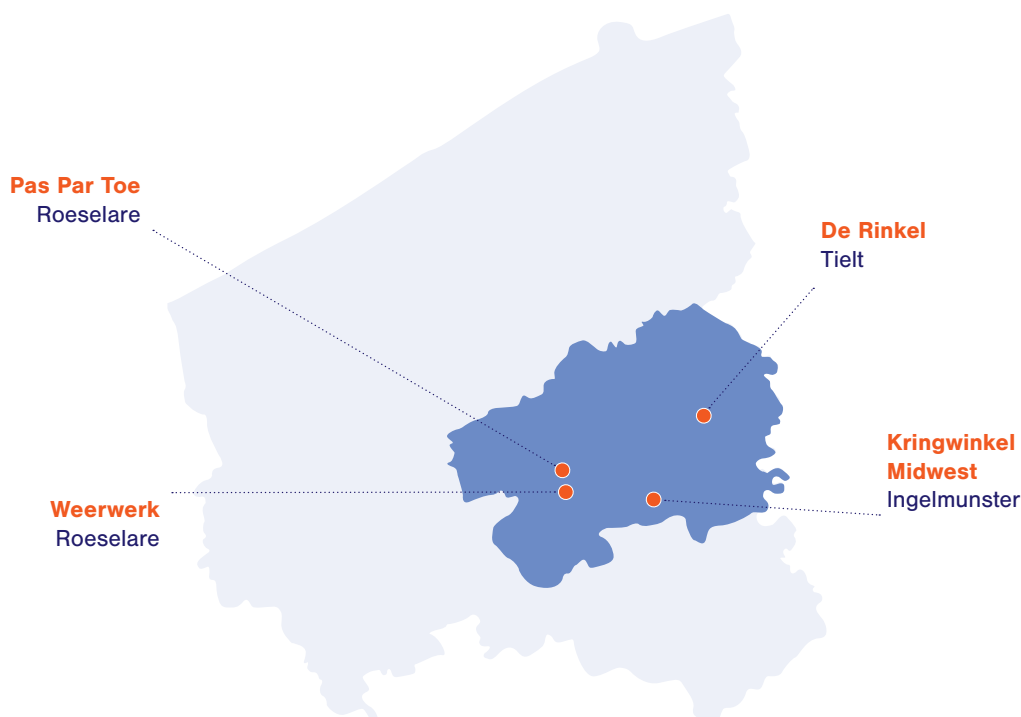 Pas Par Toe
Roeselare
De Rinkel
Tielt
Kringwinkel
Midwest
Ingelmunster
Weerwerk
Roeselare